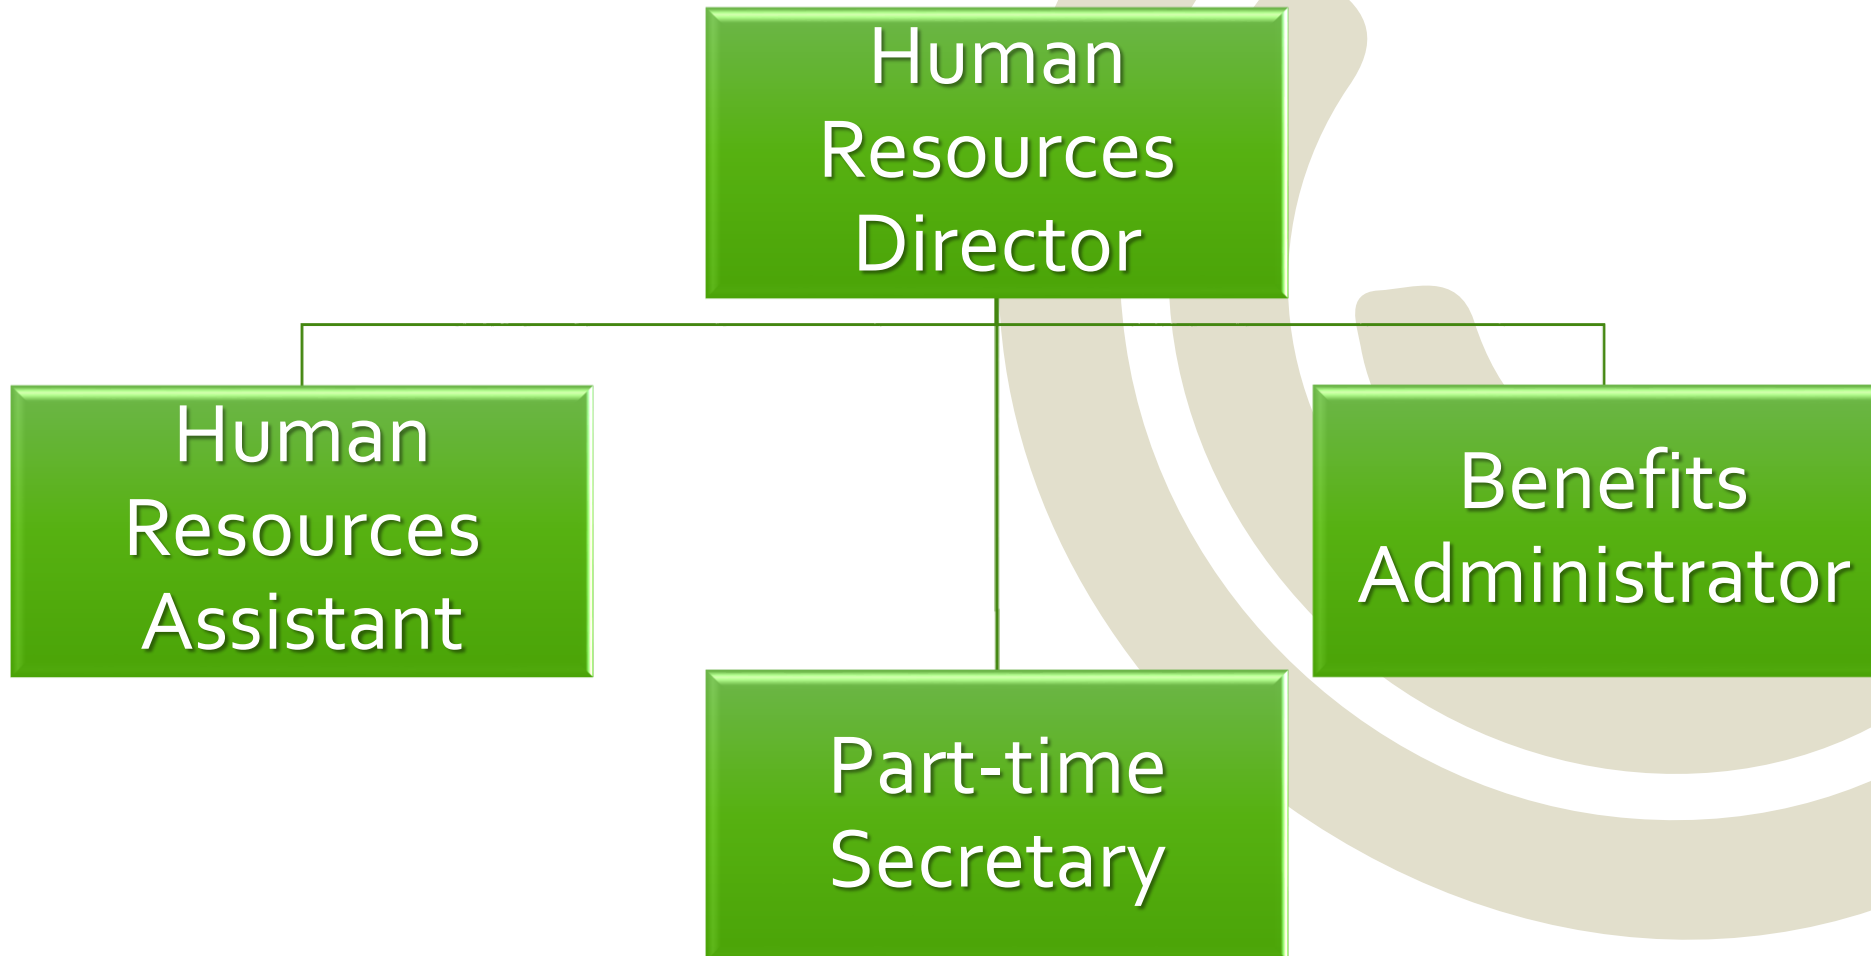 Human
Resources
Director
Human
Resources
Assistant
Benefits
Administrator
Part-time
Secretary